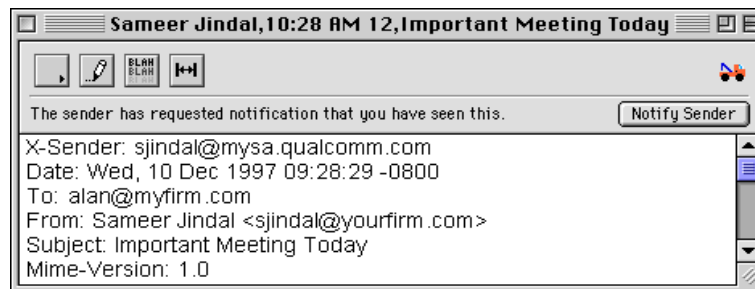 Sameer Jindal,10:28 AM 12,Important Meeting Today
BLAH
BLAH
BLAH
The sender has requested notification that you have seen this.
Notify Sender
X-Sender: sjindal@mysa.qualcomm.com
Date: Wed, 10 Dec 1997 09:28:29 -0800
To: alan@myfirm.com
From: Sameer Jindal <sjindal@yourfirm.com>
Subject: Important Meeting Today
Mime-Version: 1.0